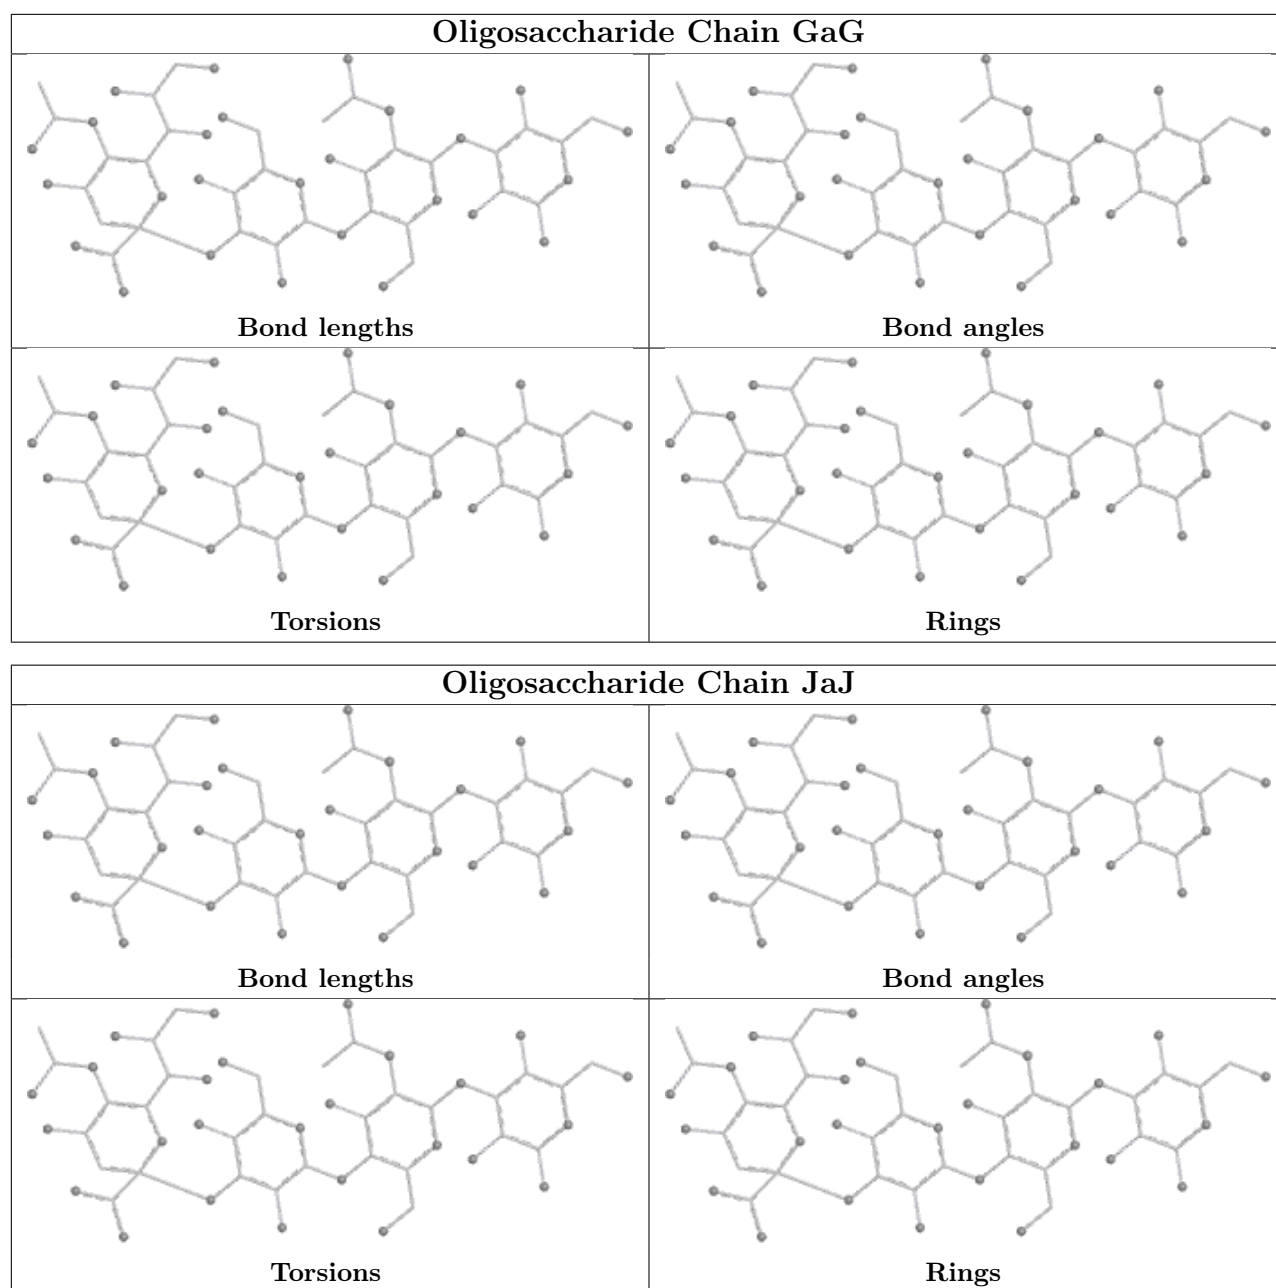 Oligosaccharide Chain GaG
Bond lengths
Bond angles
Torsions
Rings
Oligosaccharide Chain JaJ
Bond lengths
Bond angles
Torsions
Rings